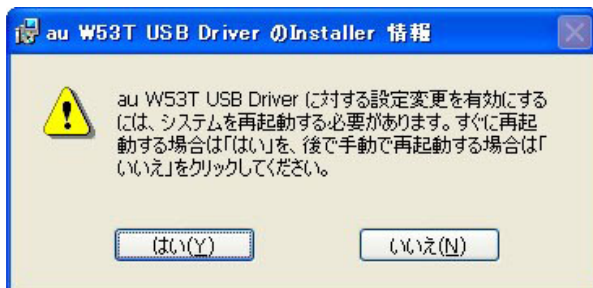 au W53T USB Driver のInstaller 情報
au W53T USB Driver に対する設定変更を有効にする
には、システムを再起動する必要があります。すぐに再起
動する場合は「はい」を、後で手動で再起動する場合は「
いいえ」をクリックしてください。
はい(Y)
いいえ(N)